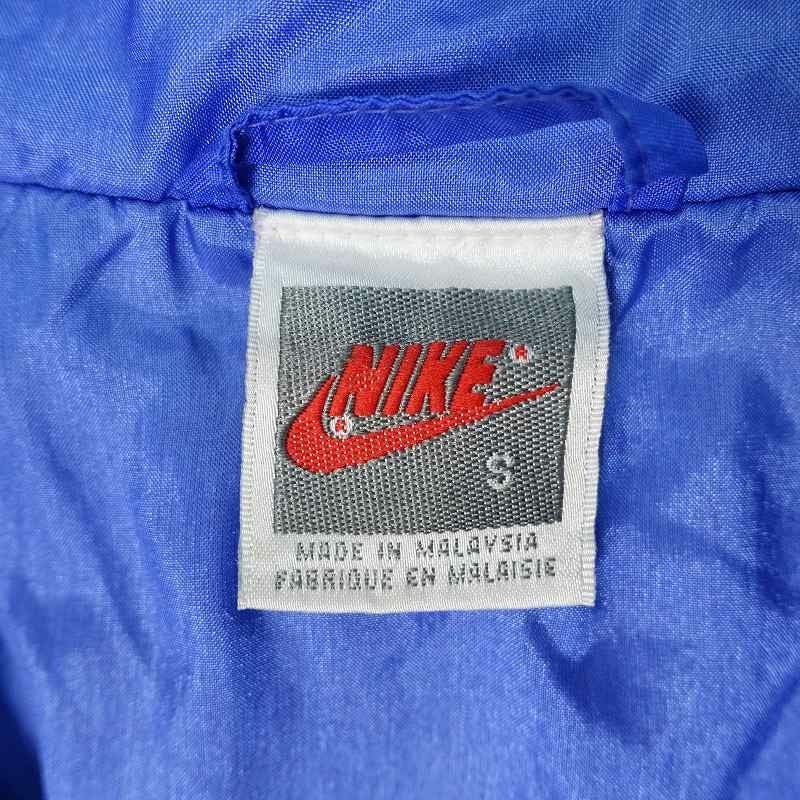 NIKE®
®
S
MADE IN MALAYSIA
FABRIQUE EN MALAISIE